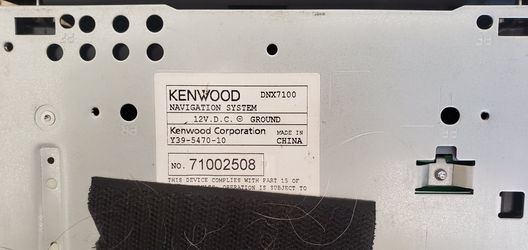 KENWOOD DNX7100
NAVIGATION SYSTEM
12V.D.C. ⊖ GROUND
Kenwood Corporation MADE IN
Y39-5470-10 CHINA
NO. 71002508
THIS DEVICE COMPLIES WITH PART 15 OF
OPERATION IS SUBJECT TO